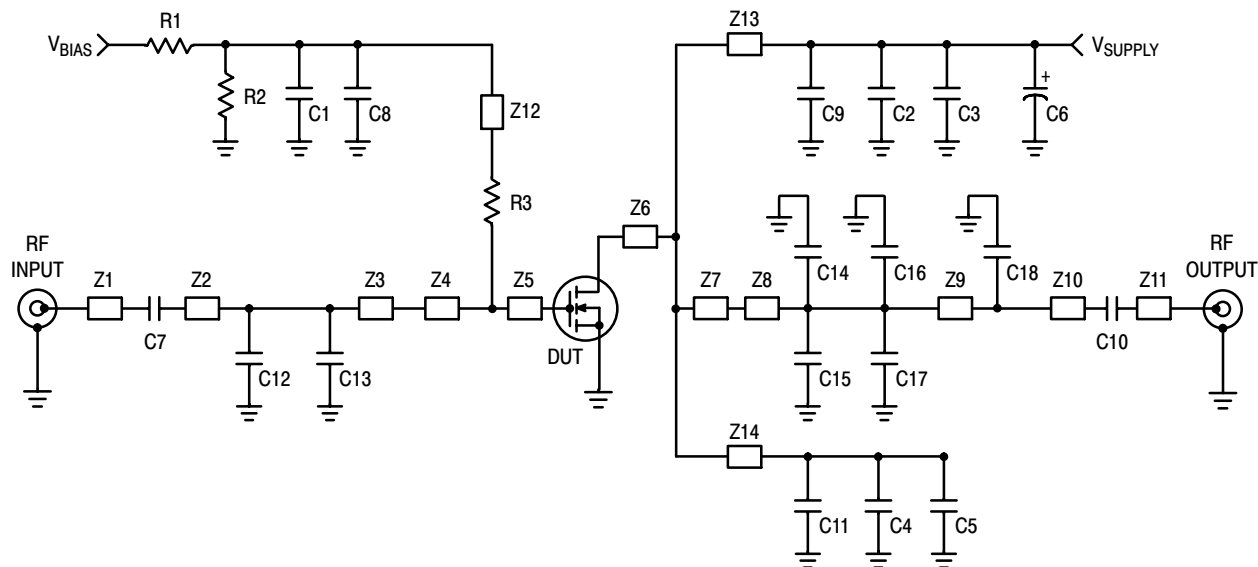 R1
Z13
V_BIAS
V_SUPPLY
R2
C1
C8
Z12
C9
C2
C3
+
C6
R3
Z6
RF
INPUT
RF
OUTPUT
Z1
Z2
Z3
Z4
Z5
Z7
Z8
C14
C16
Z9
C18
Z10
Z11
C7
DUT
C10
C12
C13
C15
C17
Z14
C11
C4
C5